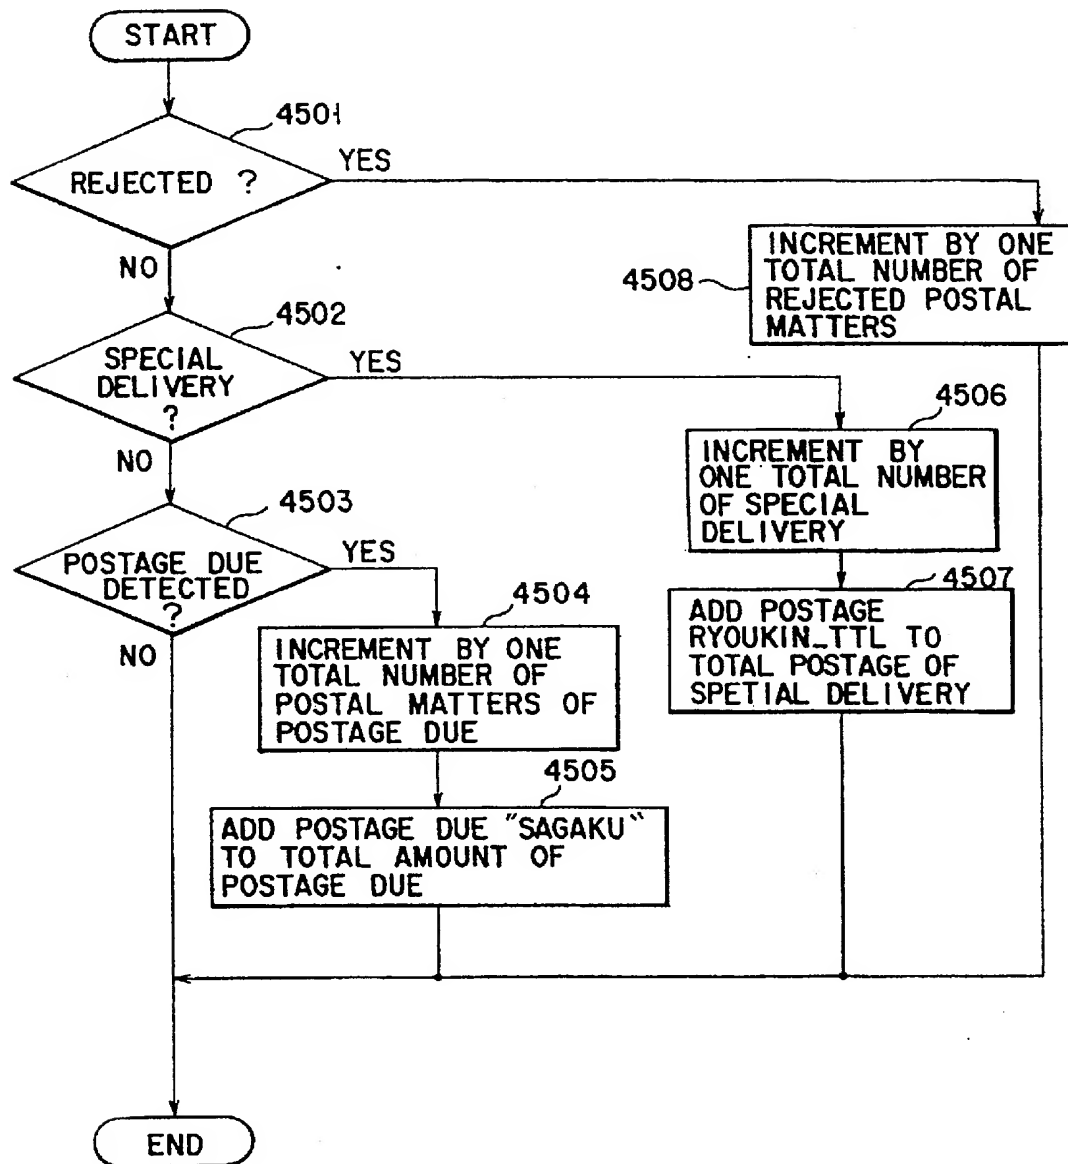 START
4501
REJECTED ?
YES
NO
INCREMENT BY ONE
TOTAL NUMBER OF
REJECTED POSTAL
MATTERS
4508
4502
SPECIAL
DELIVERY
?
YES
NO
4506
INCREMENT BY
ONE TOTAL NUMBER
OF SPECIAL
DELIVERY
4503
POSTAGE DUE
DETECTED
?
YES
NO
4507
ADD POSTAGE
RYOUKIN_TTL TO
TOTAL POSTAGE OF
SPETIAL DELIVERY
4504
INCREMENT BY ONE
TOTAL NUMBER OF
POSTAL MATTERS OF
POSTAGE DUE
4505
ADD POSTAGE DUE "SAGAKU"
TO TOTAL AMOUNT OF
POSTAGE DUE
END